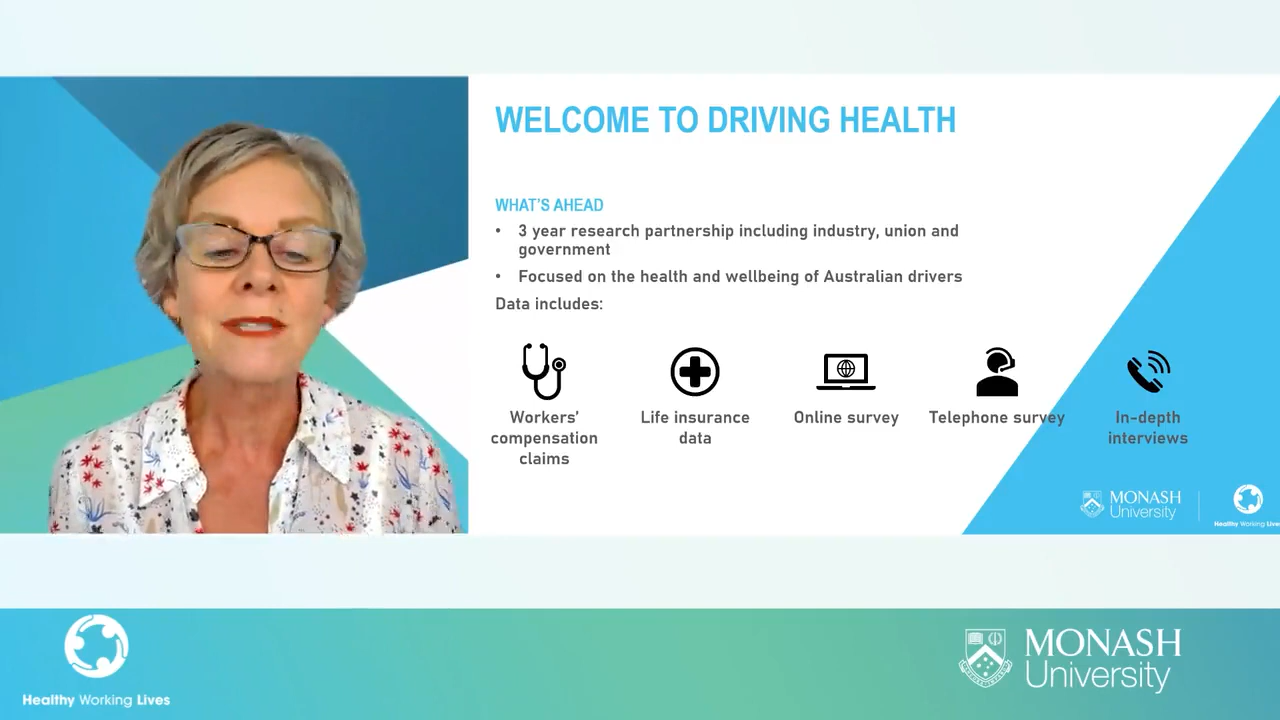 WELCOME TO DRIVING HEALTH
WHAT'S AHEAD
• 3 year research partnership including industry, union and
government
• Focused on the health and wellbeing of Australian drivers
Data includes:
Workers'
compensation
claims
Life insurance
data
Online survey
Telephone survey
In-depth
interviews
MONASH
University
Healthy Working Lives
Healthy Working Lives
MONASH
University